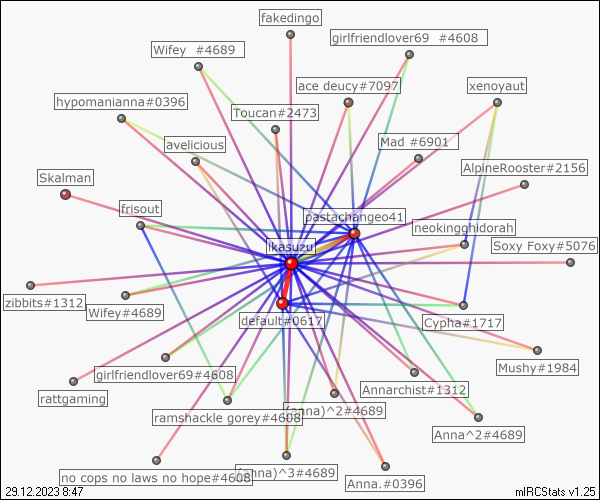 fakedingo
girlfriendlover69 #4608
Wifey #4689
ace deucy#7097
xenoyaut
hypomanianna#0396
Toucan#2473
Mad #6901
avelicious
AlpineRooster#2156
Skalman
frisout
pastachangeo41
neokingghidorah
Soxy Foxy#5076
ikasuzu
zibbits#1312
Wifey#4689
default#0617
Cypha#1717
Mushy#1984
girlfriendlover69#4608
Annarchist#1312
rattgaming
ramshackle gorey#4608
(anna)^2#4689
Anna^2#4689
no cops no laws no hope#4608
(anna)^3#4689
Anna.#0396
29.12.2023 8:47
mIRCStats v1.25